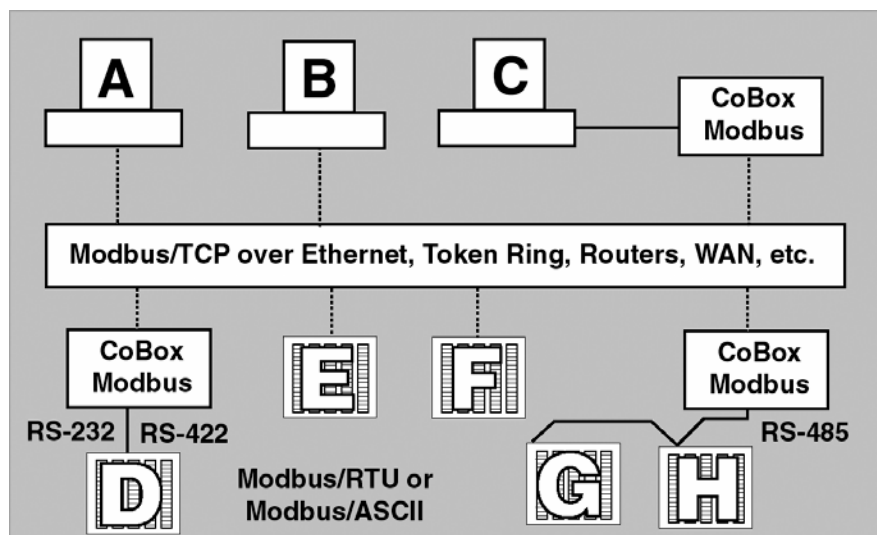 A
B
C
CoBox
Modbus
Modbus/TCP over Ethernet, Token Ring, Routers, WAN, etc.
CoBox
Modbus
E
F
CoBox
Modbus
RS-232
RS-422
RS-485
D
Modbus/RTU or
Modbus/ASCII
G
H